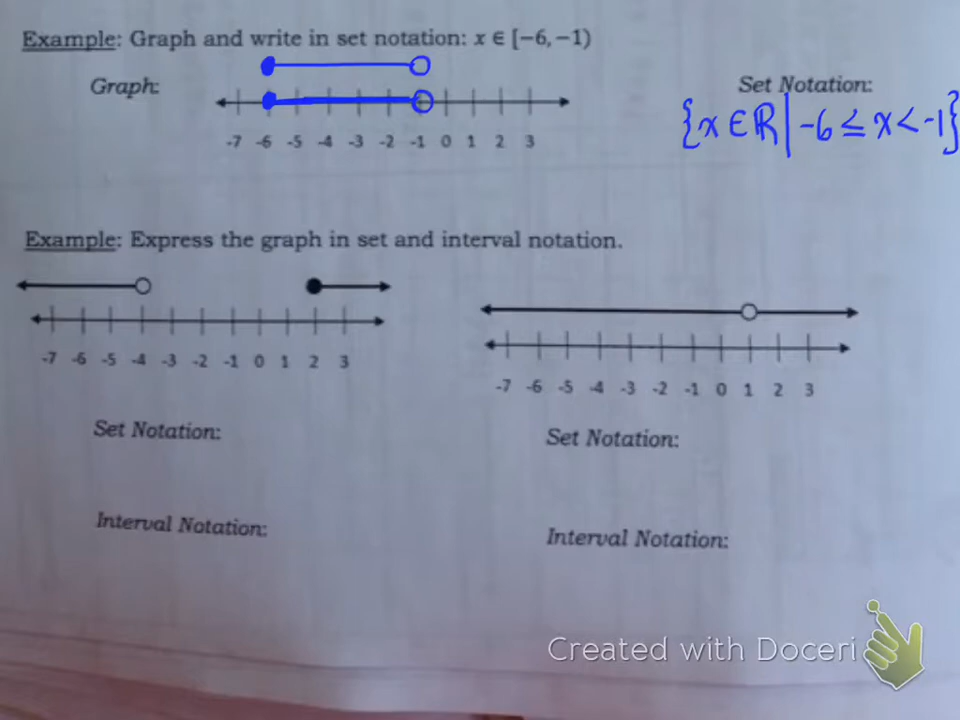 Example: Graph and write in set notation: x ∈ [−6, −1)
Graph:
Set Notation:
{x ∈ ℝ | -6 ≤ x < -1}
-7 -6 -5 -4 -3 -2 -1 0 1 2 3
Example: Express the graph in set and interval notation.
-7 -6 -5 -4 -3 -2 -1 0 1 2 3
-7 -6 -5 -4 -3 -2 -1 0 1 2 3
Set Notation:
Set Notation:
Interval Notation:
Interval Notation:
Created with Doceri